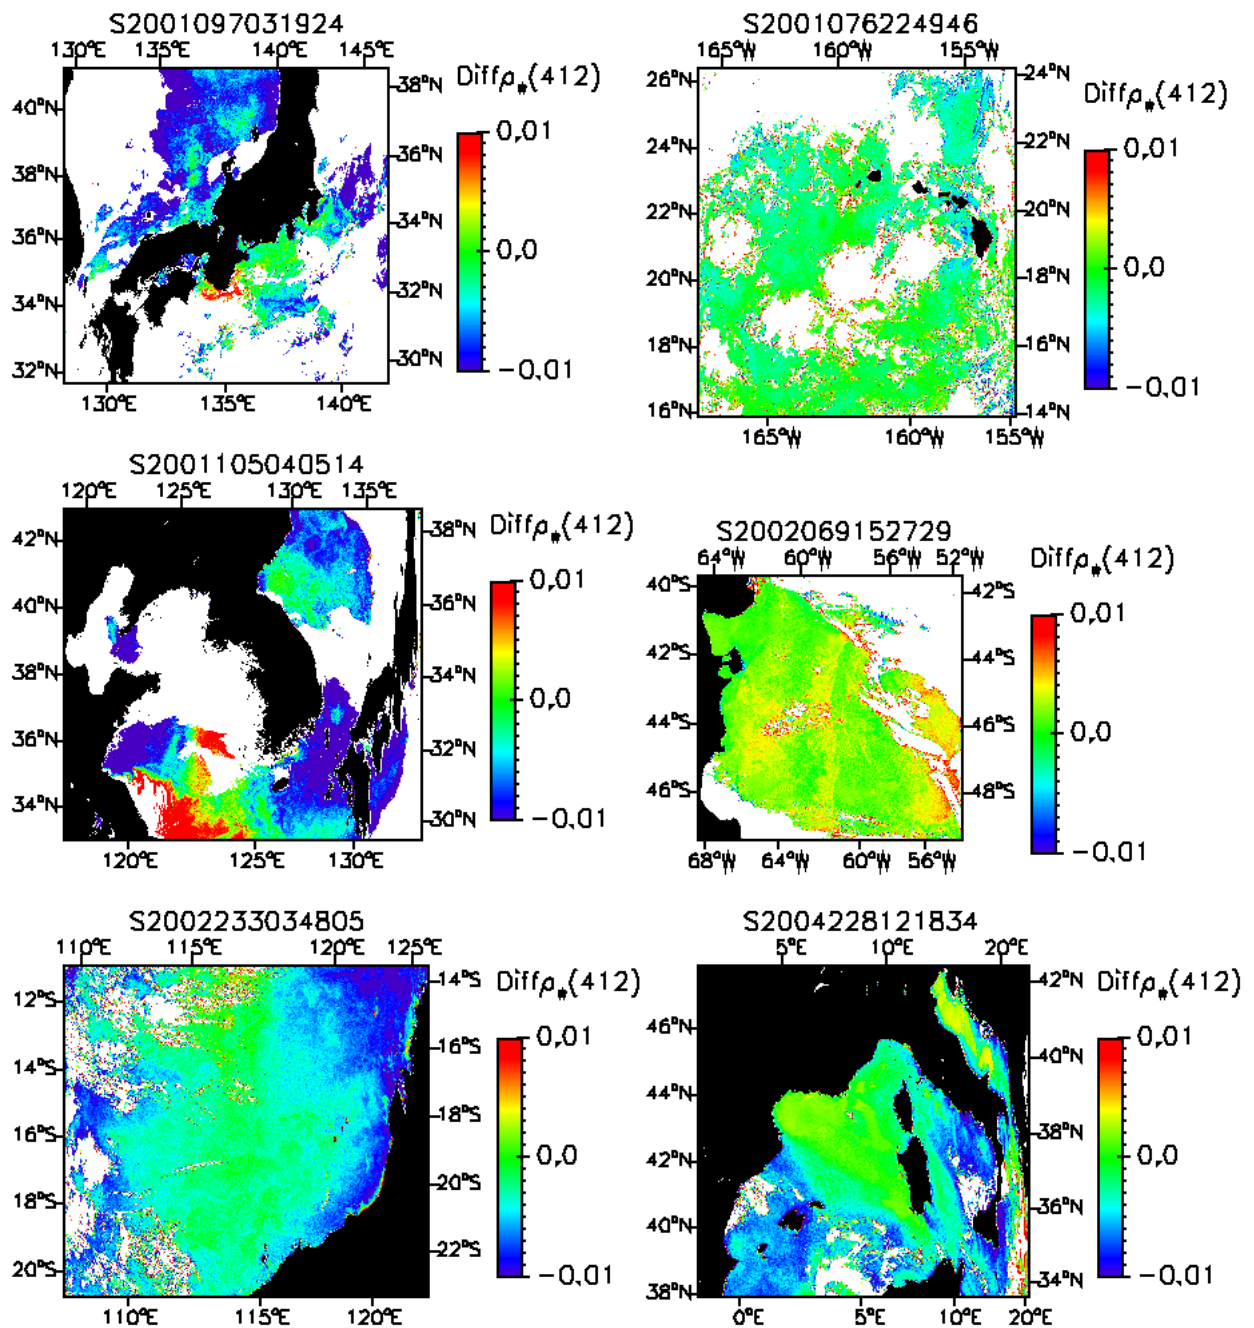 S2001097031924
130°E 135°E 140°E 145°E
40°N 38°N 36°N 34°N 32°N
38°N 36°N 34°N 32°N 30°N
130°E 135°E 140°E
Diffρw(412)
0,01
0,0
-0,01
S2001076224946
165°W 160°W 155°W
26°N 24°N 22°N 20°N 18°N 16°N
24°N 22°N 20°N 18°N 16°N 14°N
165°W 160°W 155°W
Diffρw(412)
0,01
0,0
-0,01
S2001105040514
120°E 125°E 130°E 135°E
42°N 40°N 38°N 36°N 34°N
38°N 36°N 34°N 32°N 30°N
120°E 125°E 130°E
Diffρw(412)
0,01
0,0
-0,01
S2002069152729
64°W 60°W 56°W 52°W
40°S 42°S 44°S 46°S
42°S 44°S 46°S 48°S
68°W 64°W 60°W 56°W
Diffρw(412)
0,01
0,0
-0,01
S2002233034805
110°E 115°E 120°E 125°E
12°S 14°S 16°S 18°S 20°S
14°S 16°S 18°S 20°S 22°S
110°E 115°E 120°E
Diffρw(412)
0,01
0,0
-0,01
S2004228121834
5°E 10°E 20°E
46°N 44°N 42°N 40°N 38°N
42°N 40°N 38°N 36°N 34°N
0°E 5°E 10°E 20°E
Diffρw(412)
0,01
0,0
-0,01